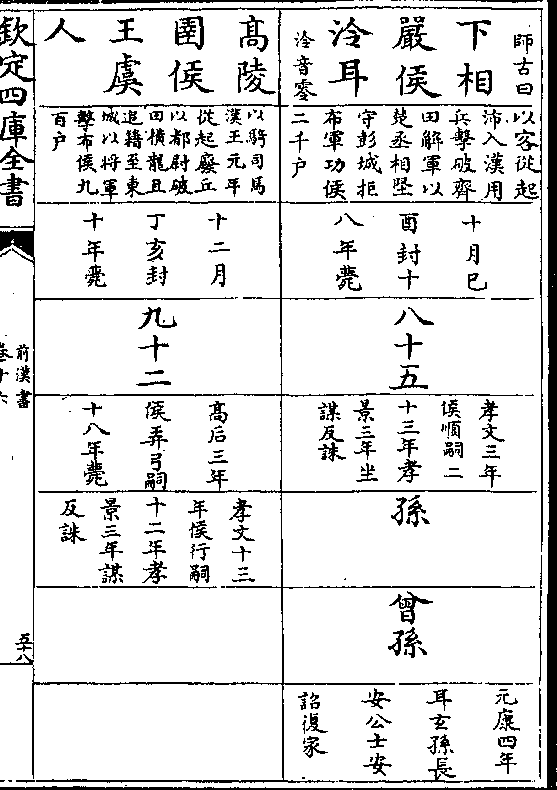 師古曰
下相
嚴侯
泠耳
泠音零
以客從起
沛入漢用
兵擊破齊
田解軍以
楚丞相堅
守彭城拒
布軍功侯
二千户
十月已
酉封十
八年薨
八十五
孝文三年
侯順嗣二
十三年孝
景三年坐
謀反誅
孫
曾孫
元康四年
耳玄孫長
安公士安
詔復家
髙陵
圉侯
王虞
人
以騎司馬
漢王元年
從起廢丘
以都尉破
田橫龍且
追籍至東
城以將軍
擊布侯九
百户
十二月
丁亥封
十年薨
九十二
髙后三年
侯弄弓嗣
十八年薨
孝文十三
年侯行嗣
十二年孝
景三年謀
反誅
欽定四庫全書
前漢書
卷十六
五十八